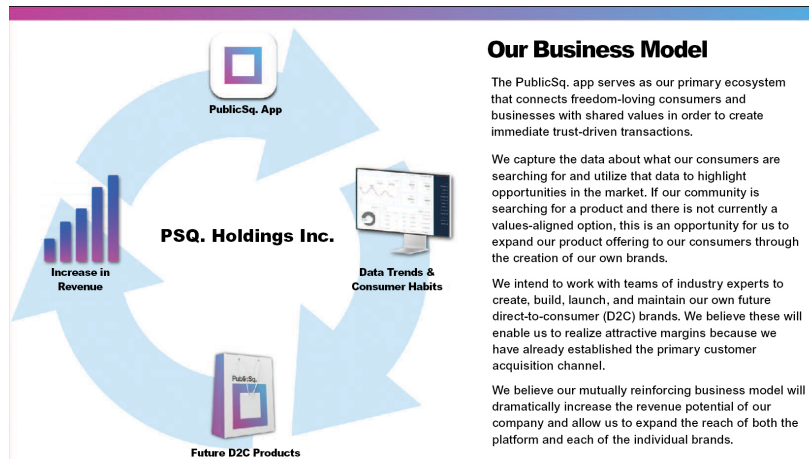 PublicSq. App
PSQ. Holdings Inc.
Increase in
Revenue
Data Trends &
Consumer Habits
PublicSq.
Future D2C Products
Our Business Model
The PublicSq. app serves as our primary ecosystem
that connects freedom-loving consumers and
businesses with shared values in order to create
immediate trust-driven transactions.
We capture the data about what our consumers are
searching for and utilize that data to highlight
opportunities in the market. If our community is
searching for a product and there is not currently a
values-aligned option, this is an opportunity for us to
expand our product offering to our consumers through
the creation of our own brands.
We intend to work with teams of industry experts to
create, build, launch, and maintain our own future
direct-to-consumer (D2C) brands. We believe these will
enable us to realize attractive margins because we
have already established the primary customer
acquisition channel.
We believe our mutually reinforcing business model will
dramatically increase the revenue potential of our
company and allow us to expand the reach of both the
platform and each of the individual brands.